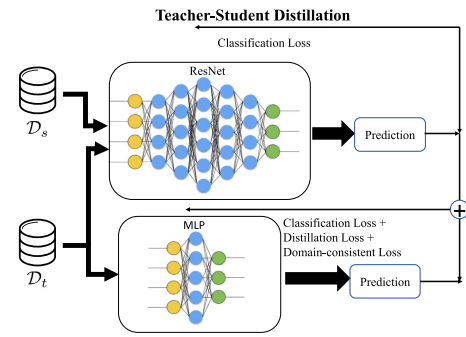 Teacher-Student Distillation
Classification Loss
ResNet
𝒟ₛ
Prediction
+
MLP
Classification Loss +
Distillation Loss +
Domain-consistent Loss
𝒟ₜ
Prediction